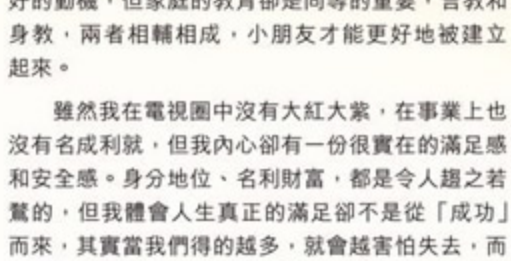 好的動機，但家庭的教育卻是同等的重要，言教和
身教，兩者相輔相成，小朋友才能更好地被建立
起來。
雖然我在電視圈中沒有大紅大紫，在事業上也
沒有名成利就，但我內心卻有一份很實在的滿足感
和安全感。身分地位、名利財富，都是令人趨之若
鶩的，但我體會人生真正的滿足卻不是從「成功」
而來，其實當我們得的越多，就會越害怕失去，而